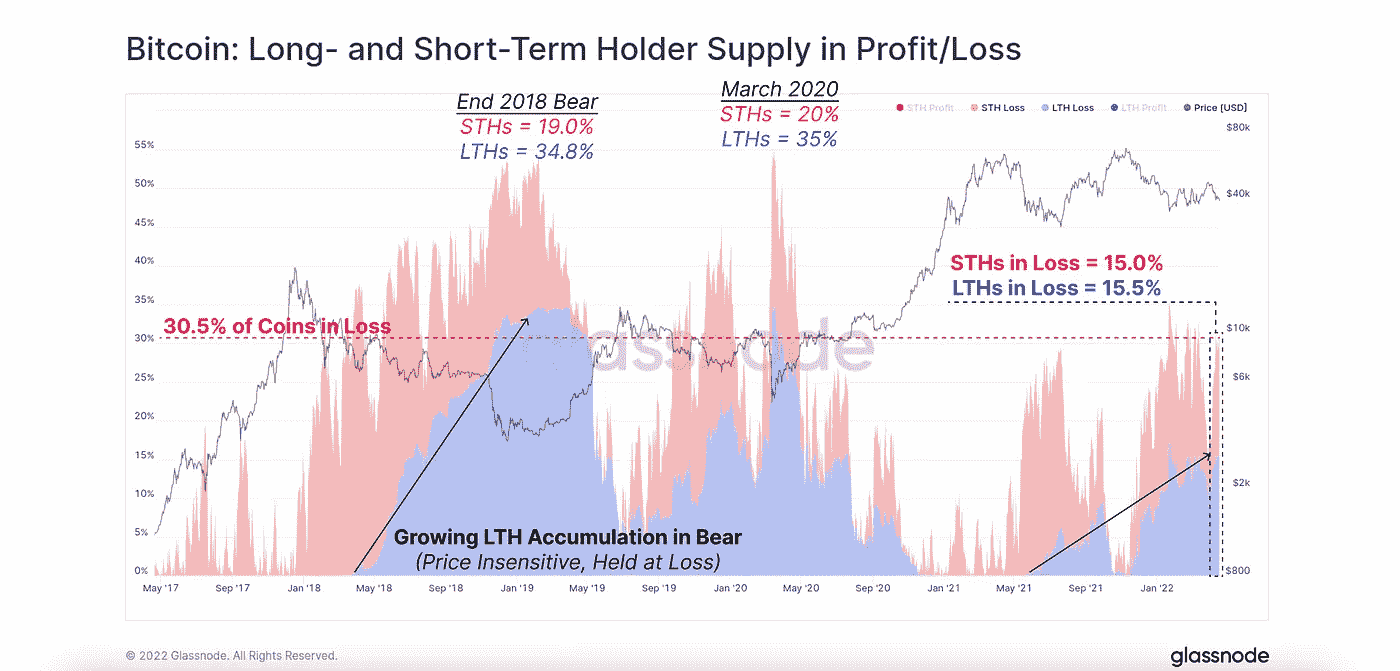 Bitcoin: Long- and Short-Term Holder Supply in Profit/Loss
End 2018 Bear
STHs = 19.0%
LTHs = 34.8%
March 2020
STHs = 20%
LTHs = 35%
STH Profit
STH Loss
LTH Loss
LTH Profit
Price [USD]
55%
50%
45%
40%
35%
30%
25%
20%
15%
10%
5%
0%
$80k
$40k
$10k
$6k
$2k
$800
STHs in Loss = 15.0%
LTHs in Loss = 15.5%
30.5% of Coins in Loss
glassnode
Growing LTH Accumulation in Bear
(Price Insensitive, Held at Loss)
May '17
Sep '17
Jan '18
May '18
Sep '18
Jan '19
May '19
Sep '19
Jan '20
May '20
Sep '20
Jan '21
May '21
Sep '21
Jan '22
© 2022 Glassnode. All Rights Reserved.
glassnode